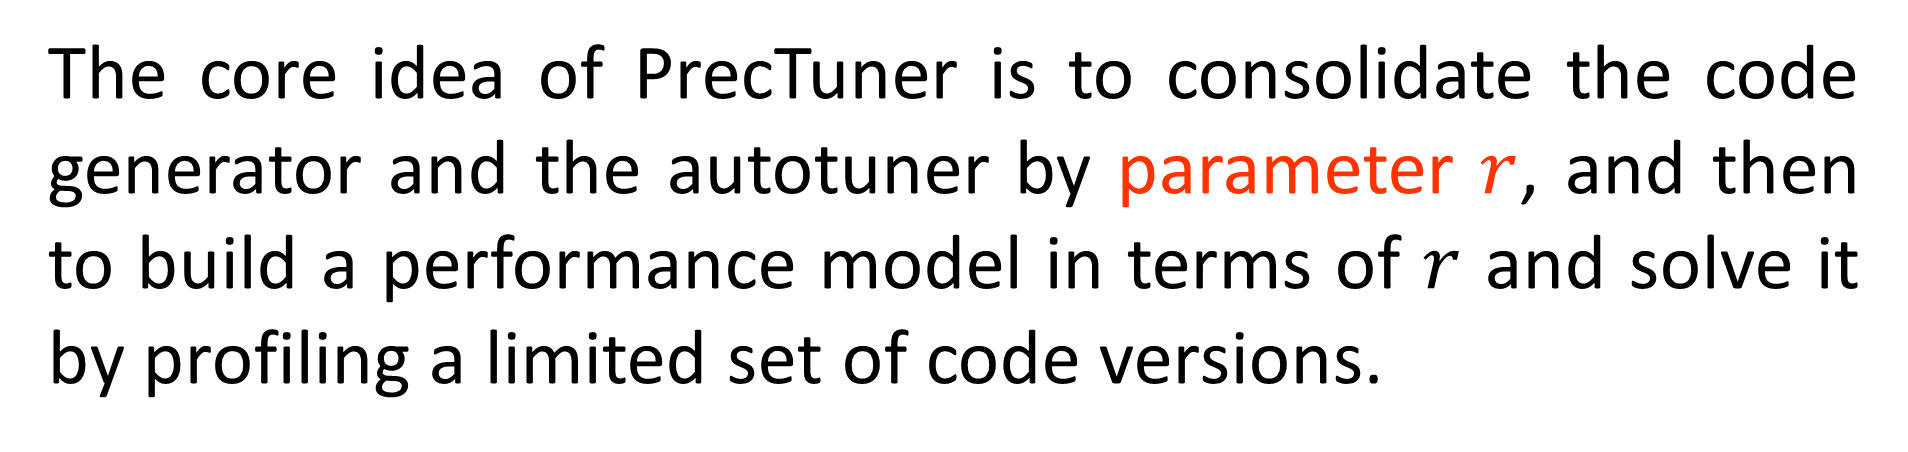 The core idea of PrecTuner is to consolidate the code
generator and the autotuner by parameter r, and then
to build a performance model in terms of r and solve it
by profiling a limited set of code versions.